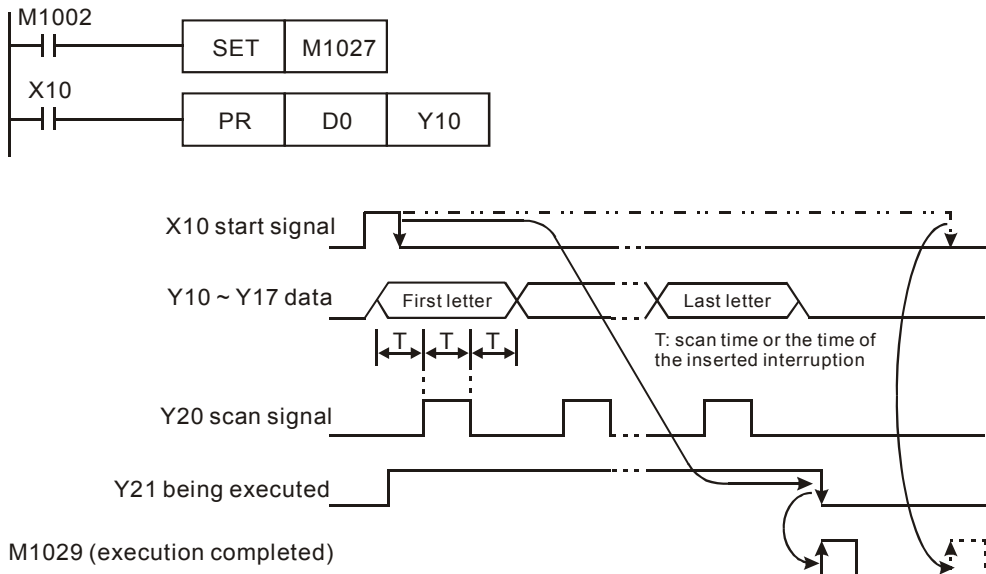 M1002
SET M1027
X10
PR D0 Y10
X10 start signal
Y10 ~ Y17 data
First letter
Last letter
T T T
T: scan time or the time of
the inserted interruption
Y20 scan signal
Y21 being executed
M1029 (execution completed)